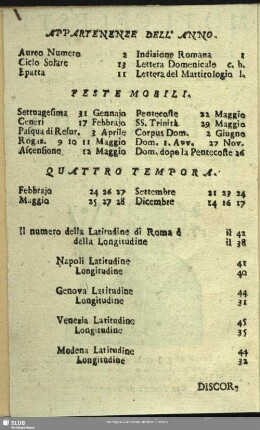 APPARTENENZE DELL' ANNO.
Aureo Numero 2 Indizione Romana 1
Ciclo Solare 13 Lettera Domenicale c. b.
Epatta 11 Lettera del Martirologio l.
FESTE MOBILI.
Settuagesima 31 Gennajo Pentecoste 22 Maggio
Ceneri 17 Febbrajo SS. Trinità 29 Maggio
Pasqua di Resur. 3 Aprile Corpus Dom. 2 Giugno
Rogaz. 9 10 11 Maggio Dom. 1. Avv. 27 Nov.
Ascensione 12 Maggio Dom. dopo la Pentecoste 26
QUATTRO TEMPORA.
Febbrajo 24 26 27 Settembre 21 23 24
Maggio 25 27 28 Dicembre 14 16 17
Il numero della Latitudine di Roma è il 42
della Longitudine il 38
Napoli Latitudine 41
Longitudine 40
Genova Latitudine 44
Longitudine 31
Venezia Latitudine 45
Longitudine 35
Modena Latitudine 44
Longitudine 32
DISCOR-
SLUB